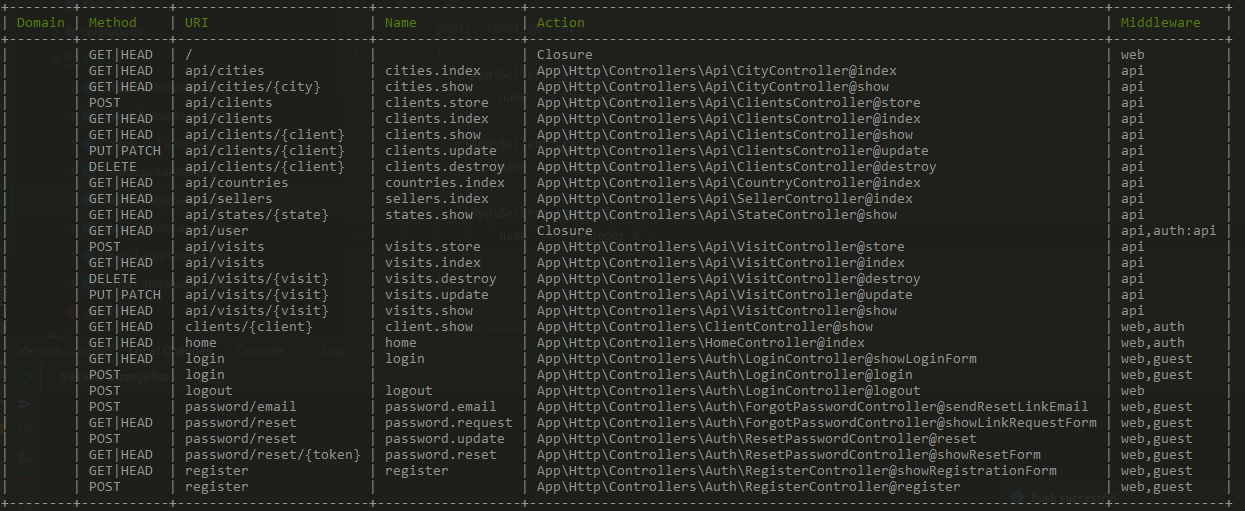 +--------+-----------+------------------------+------------------+------------------------------------------------------------------------+--------------+
| Domain | Method | URI | Name | Action | Middleware |
+--------+-----------+------------------------+------------------+------------------------------------------------------------------------+--------------+
| | GET|HEAD | / | | Closure | web |
| | GET|HEAD | api/cities | cities.index | App\Http\Controllers\Api\CityController@index | api |
| | GET|HEAD | api/cities/{city} | cities.show | App\Http\Controllers\Api\CityController@show | api |
| | POST | api/clients | clients.store | App\Http\Controllers\Api\ClientsController@store | api |
| | GET|HEAD | api/clients | clients.index | App\Http\Controllers\Api\ClientsController@index | api |
| | GET|HEAD | api/clients/{client} | clients.show | App\Http\Controllers\Api\ClientsController@show | api |
| | PUT|PATCH | api/clients/{client} | clients.update | App\Http\Controllers\Api\ClientsController@update | api |
| | DELETE | api/clients/{client} | clients.destroy | App\Http\Controllers\Api\ClientsController@destroy | api |
| | GET|HEAD | api/countries | countries.index | App\Http\Controllers\Api\CountryController@index | api |
| | GET|HEAD | api/sellers | sellers.index | App\Http\Controllers\Api\SellerController@index | api |
| | GET|HEAD | api/states/{state} | states.show | App\Http\Controllers\Api\StateController@show | api |
| | GET|HEAD | api/user | | Closure | api,auth:api |
| | POST | api/visits | visits.store | App\Http\Controllers\Api\VisitController@store | api |
| | GET|HEAD | api/visits | visits.index | App\Http\Controllers\Api\VisitController@index | api |
| | DELETE | api/visits/{visit} | visits.destroy | App\Http\Controllers\Api\VisitController@destroy | api |
| | PUT|PATCH | api/visits/{visit} | visits.update | App\Http\Controllers\Api\VisitController@update | api |
| | GET|HEAD | api/visits/{visit} | visits.show | App\Http\Controllers\Api\VisitController@show | api |
| | GET|HEAD | clients/{client} | client.show | App\Http\Controllers\ClientController@show | web,auth |
| | GET|HEAD | home | home | App\Http\Controllers\HomeController@index | web,auth |
| | GET|HEAD | login | login | App\Http\Controllers\Auth\LoginController@showLoginForm | web,guest |
| | POST | login | | App\Http\Controllers\Auth\LoginController@login | web,guest |
| | POST | logout | logout | App\Http\Controllers\Auth\LoginController@logout | web |
| | POST | password/email | password.email | App\Http\Controllers\Auth\ForgotPasswordController@sendResetLinkEmail | web,guest |
| | GET|HEAD | password/reset | password.request | App\Http\Controllers\Auth\ForgotPasswordController@showLinkRequestForm | web,guest |
| | POST | password/reset | password.update | App\Http\Controllers\Auth\ResetPasswordController@reset | web,guest |
| | GET|HEAD | password/reset/{token} | password.reset | App\Http\Controllers\Auth\ResetPasswordController@showResetForm | web,guest |
| | GET|HEAD | register | register | App\Http\Controllers\Auth\RegisterController@showRegistrationForm | web,guest |
| | POST | register | | App\Http\Controllers\Auth\RegisterController@register | web,guest |
+--------+-----------+------------------------+------------------+------------------------------------------------------------------------+--------------+